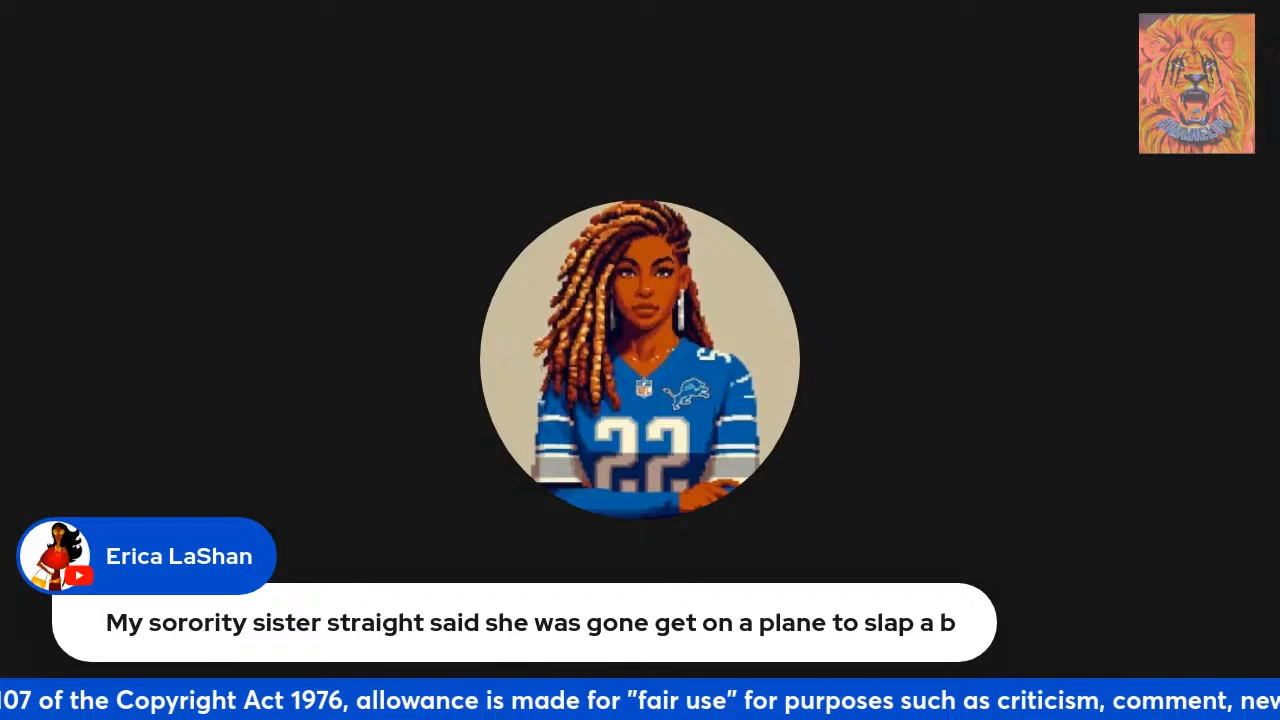 22
Erica LaShan
My sorority sister straight said she was gone get on a plane to slap a b
107 of the Copyright Act 1976, allowance is made for "fair use" for purposes such as criticism, comment, new